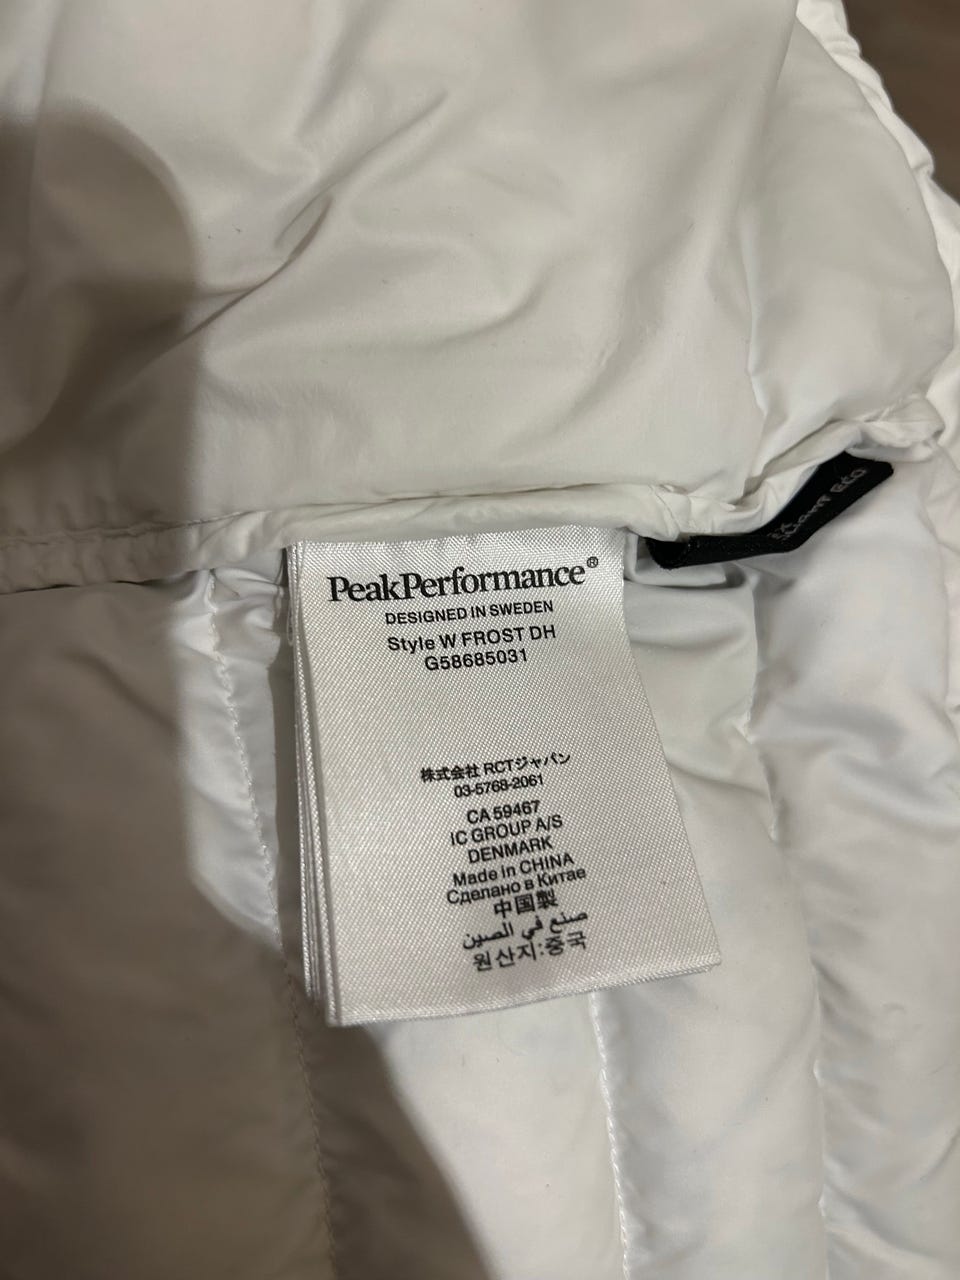 PeakPerformance®
DESIGNED IN SWEDEN
Style W FROST DH
G58685031
株式会社 RCTジャパン
03-5768-2061
CA 59467
IC GROUP A/S
DENMARK
Made in CHINA
Сделано в Китае
中国製
صنع في الصين
원산지:중국